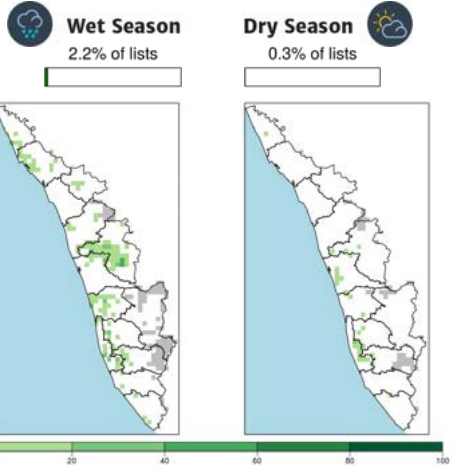 Wet Season
2.2% of lists
Dry Season
0.3% of lists
20 40 60 80 100